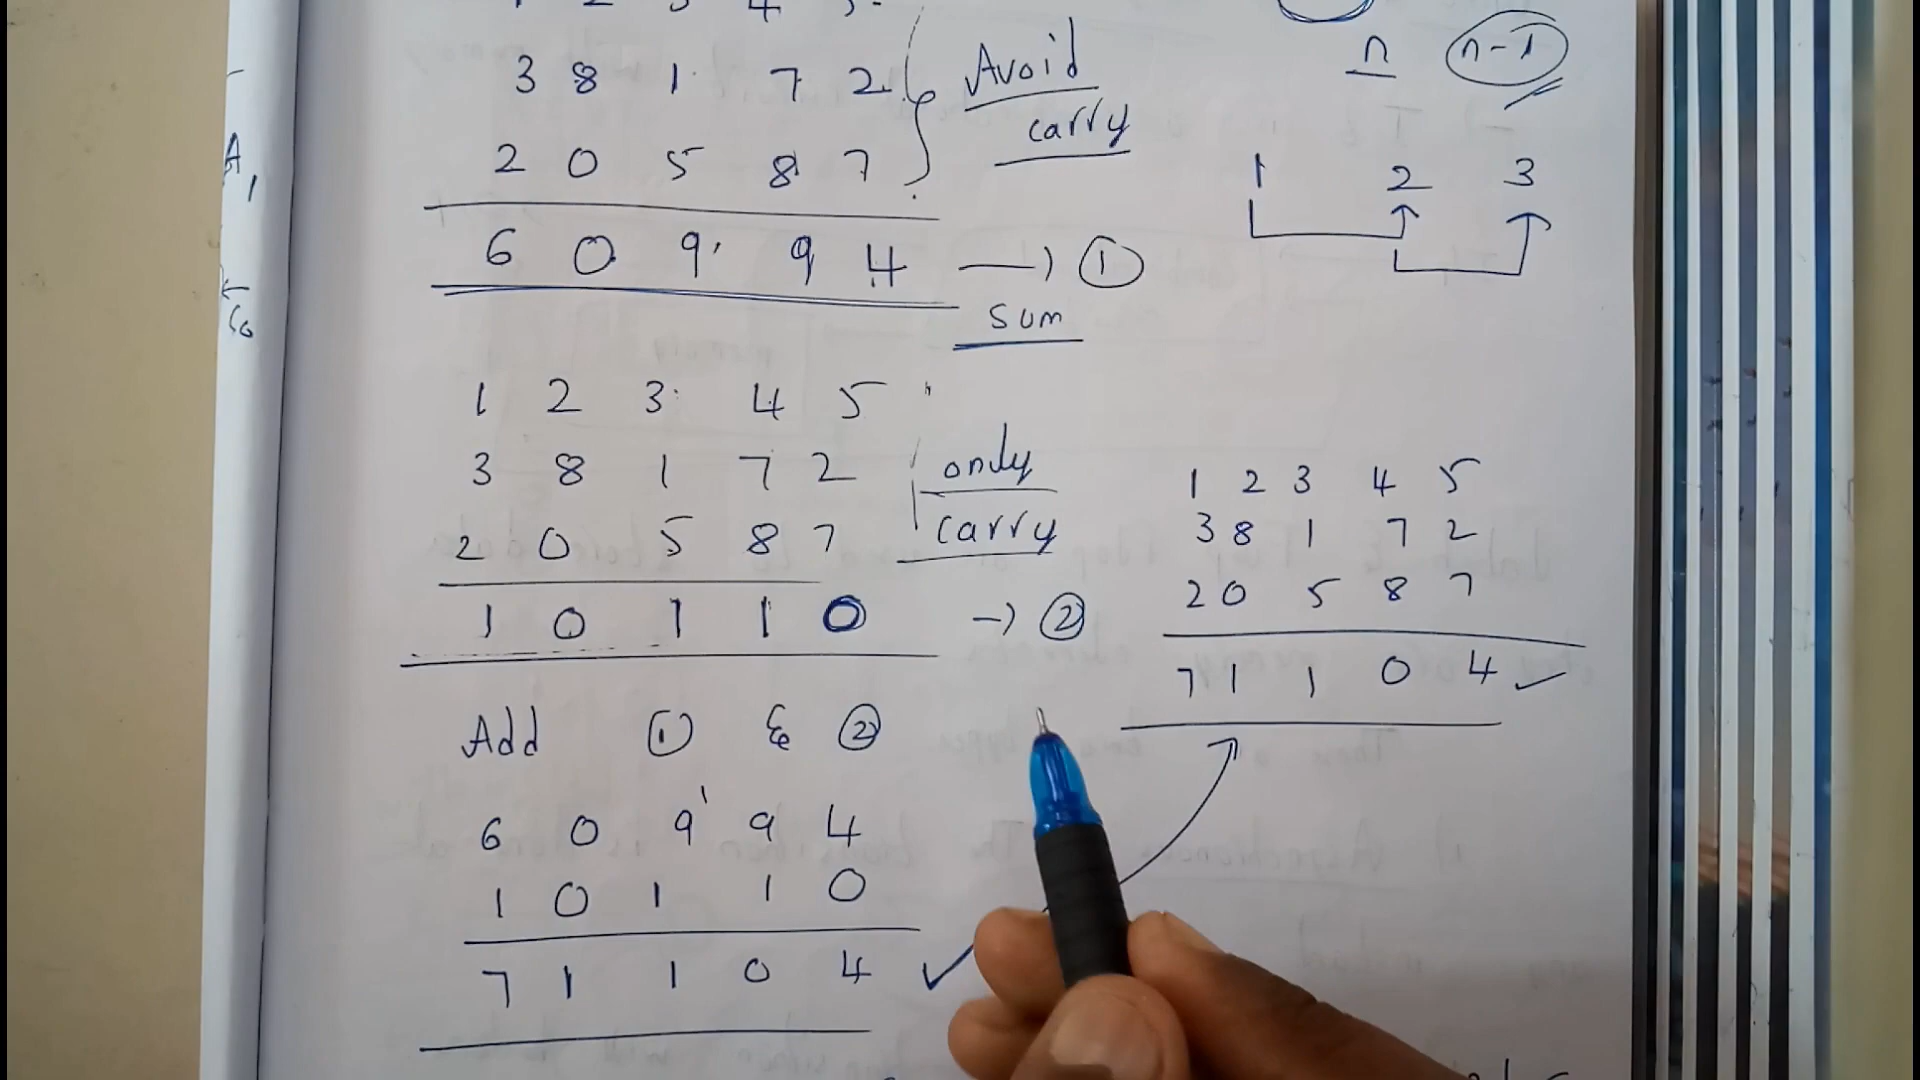 3 8 1 7 2
2 0 5 8 7
Avoid
carry
6 0 9 9 4 → ①
sum
1 2 3 4 5
3 8 1 7 2
2 0 5 8 7
only
carry
1 0 1 1 0 → ②
Add ① & ②
1
6 0 9 9 4
1 0 1 1 0
7 1 1 0 4 ✓
n n-1
1 2 3
1 2 3 4 5
3 8 1 7 2
2 0 5 8 7
7 1 1 0 4 ✓